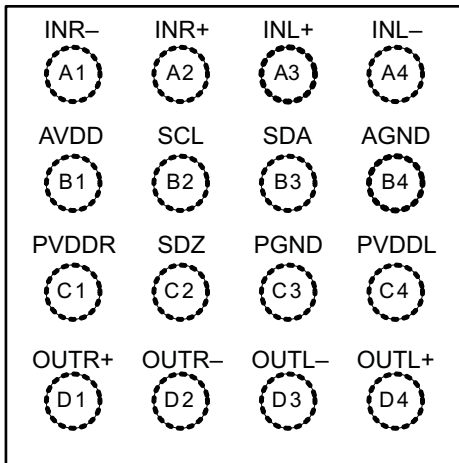 INR– INR+ INL+ INL–
A1 A2 A3 A4
AVDD SCL SDA AGND
B1 B2 B3 B4
PVDDR SDZ PGND PVDDL
C1 C2 C3 C4
OUTR+ OUTR– OUTL– OUTL+
D1 D2 D3 D4